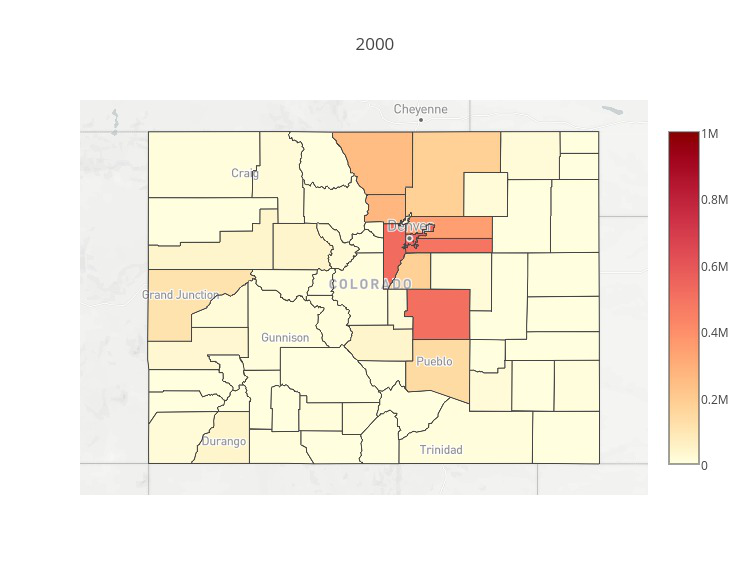 2000
Cheyenne
1M
Craig
0.8M
Denver
0.6M
COLORADO
Grand Junction
0.4M
Gunnison
Pueblo
0.2M
Durango
Trinidad
0